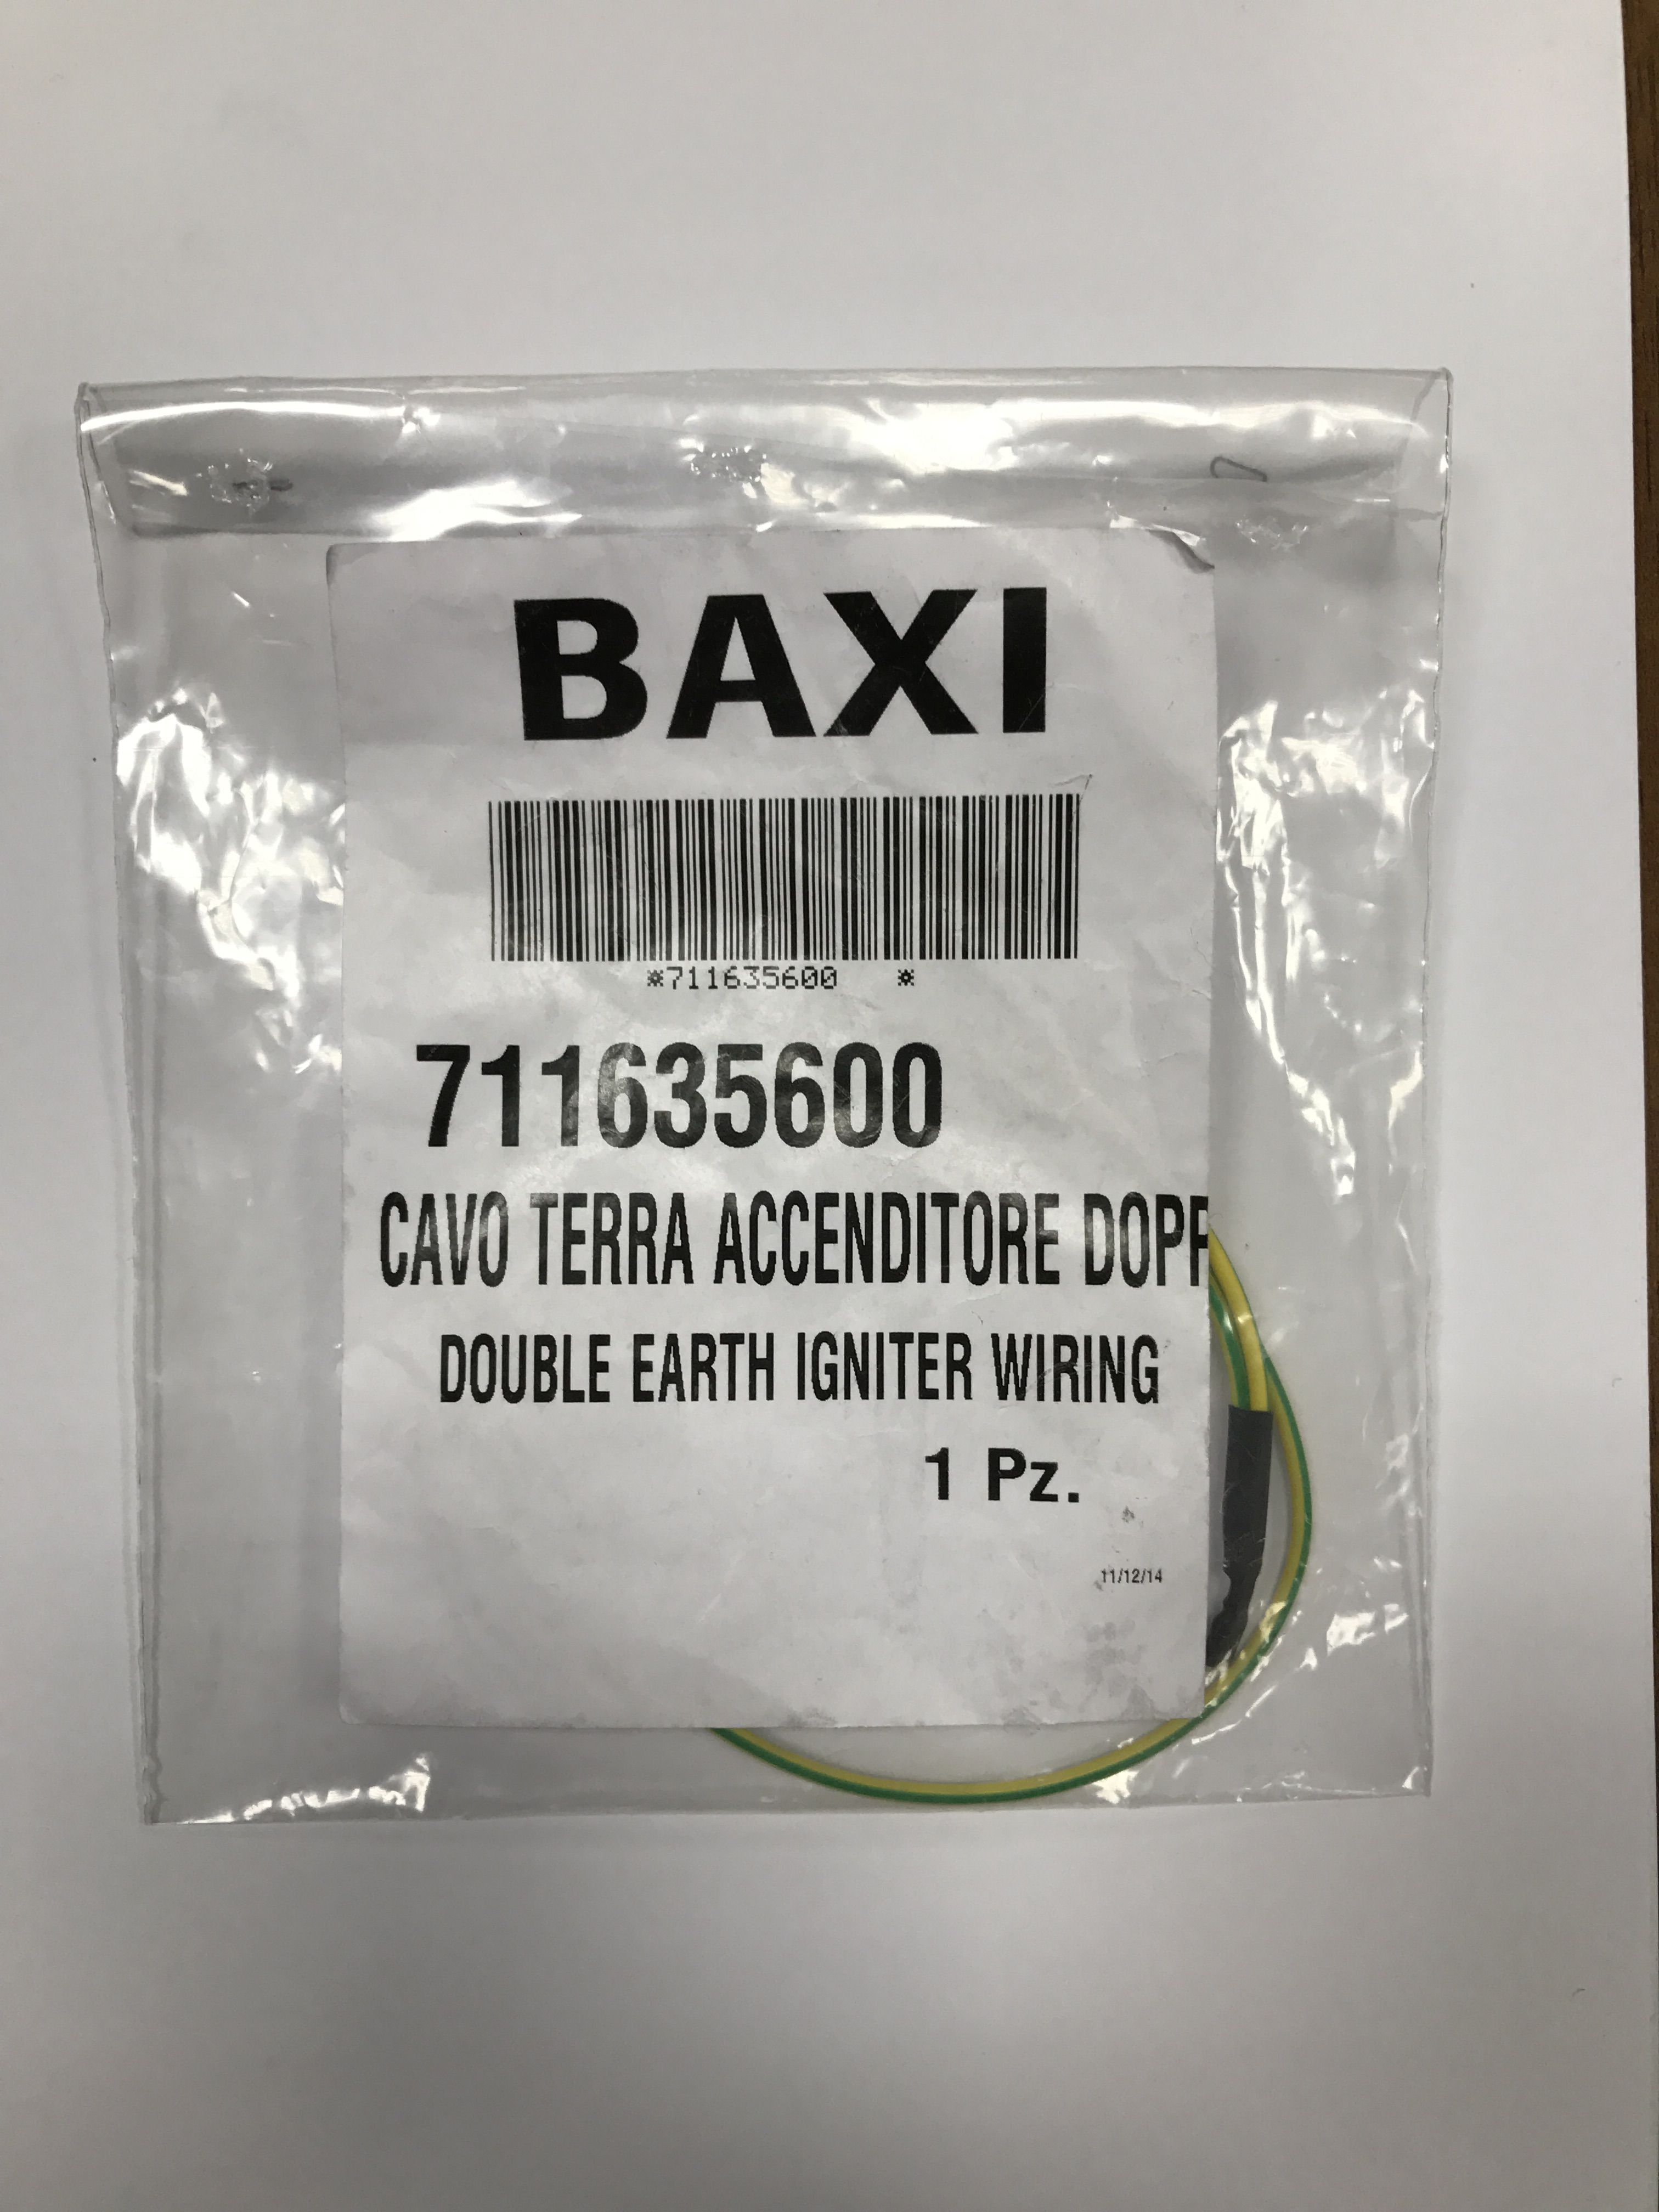 BAXI
*711635600 *
711635600
CAVO TERRA ACCENDITORE DOPP
DOUBLE EARTH IGNITER WIRING
1 Pz.
11/12/14